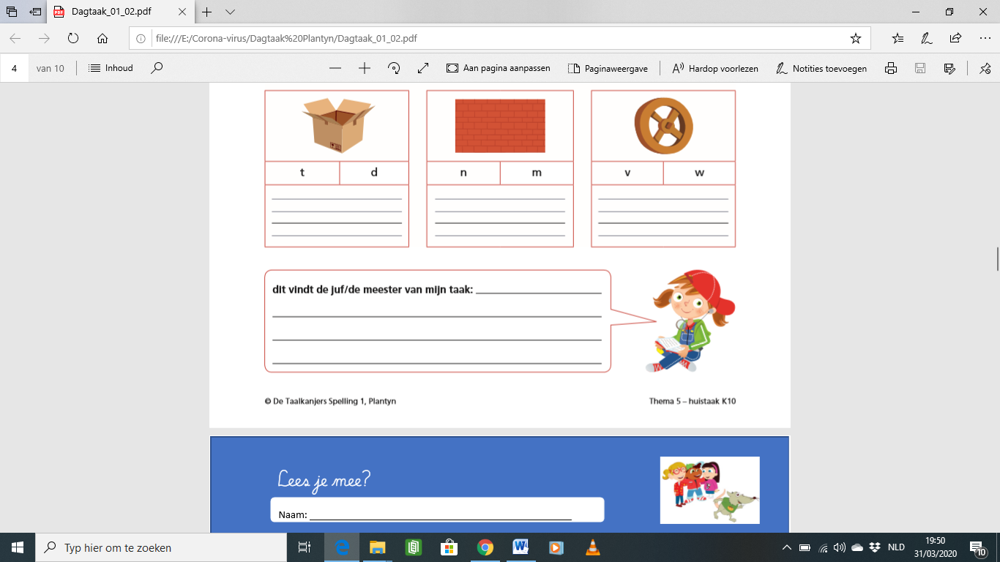 Dagtaak_01_02.pdf
file:///E:/Corona-virus/Dagtaak%20Plantyn/Dagtaak_01_02.pdf
4 van 10 Inhoud Aan pagina aanpassen Paginaweergave Hardop voorlezen Notities toevoegen
t d n m v w
dit vindt de juf/de meester van mijn taak:
© De Taalkanjers Spelling 1, Plantyn Thema 5 – huistaak K10
Lees je mee?
Naam:
Typ hier om te zoeken
NLD
19:50
31/03/2020
10